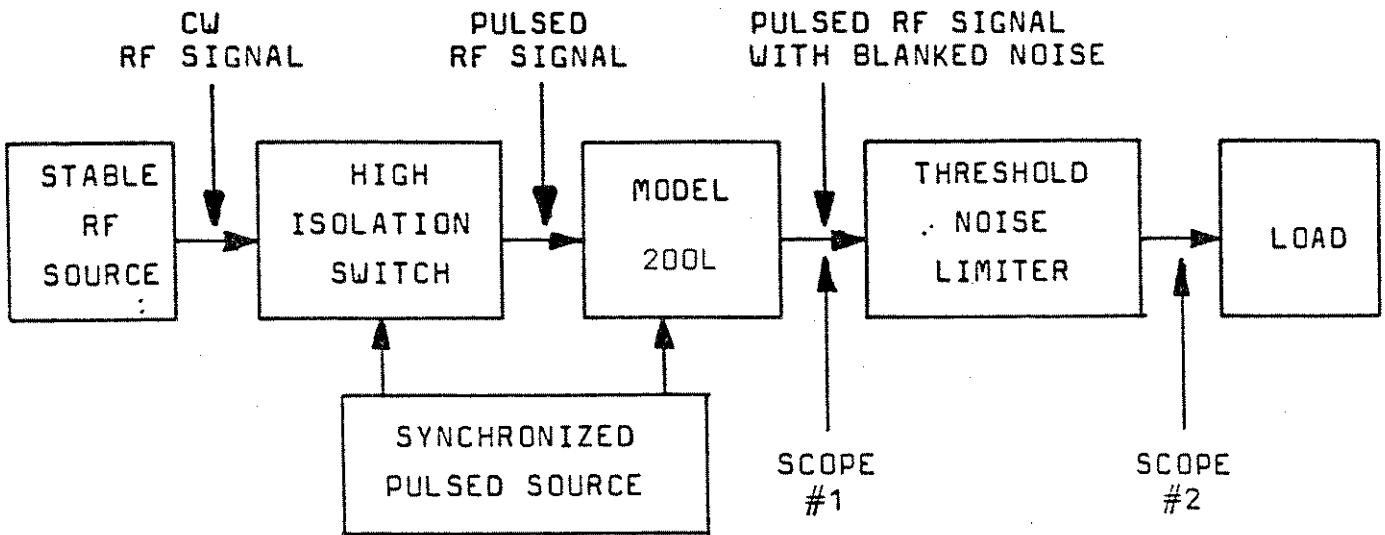 CW
RF SIGNAL
PULSED
RF SIGNAL
PULSED RF SIGNAL
WITH BLANKED NOISE
STABLE
RF
SOURCE
HIGH
ISOLATION
SWITCH
MODEL
200L
THRESHOLD
NOISE
LIMITER
LOAD
SYNCHRONIZED
PULSED SOURCE
SCOPE
#1
SCOPE
#2